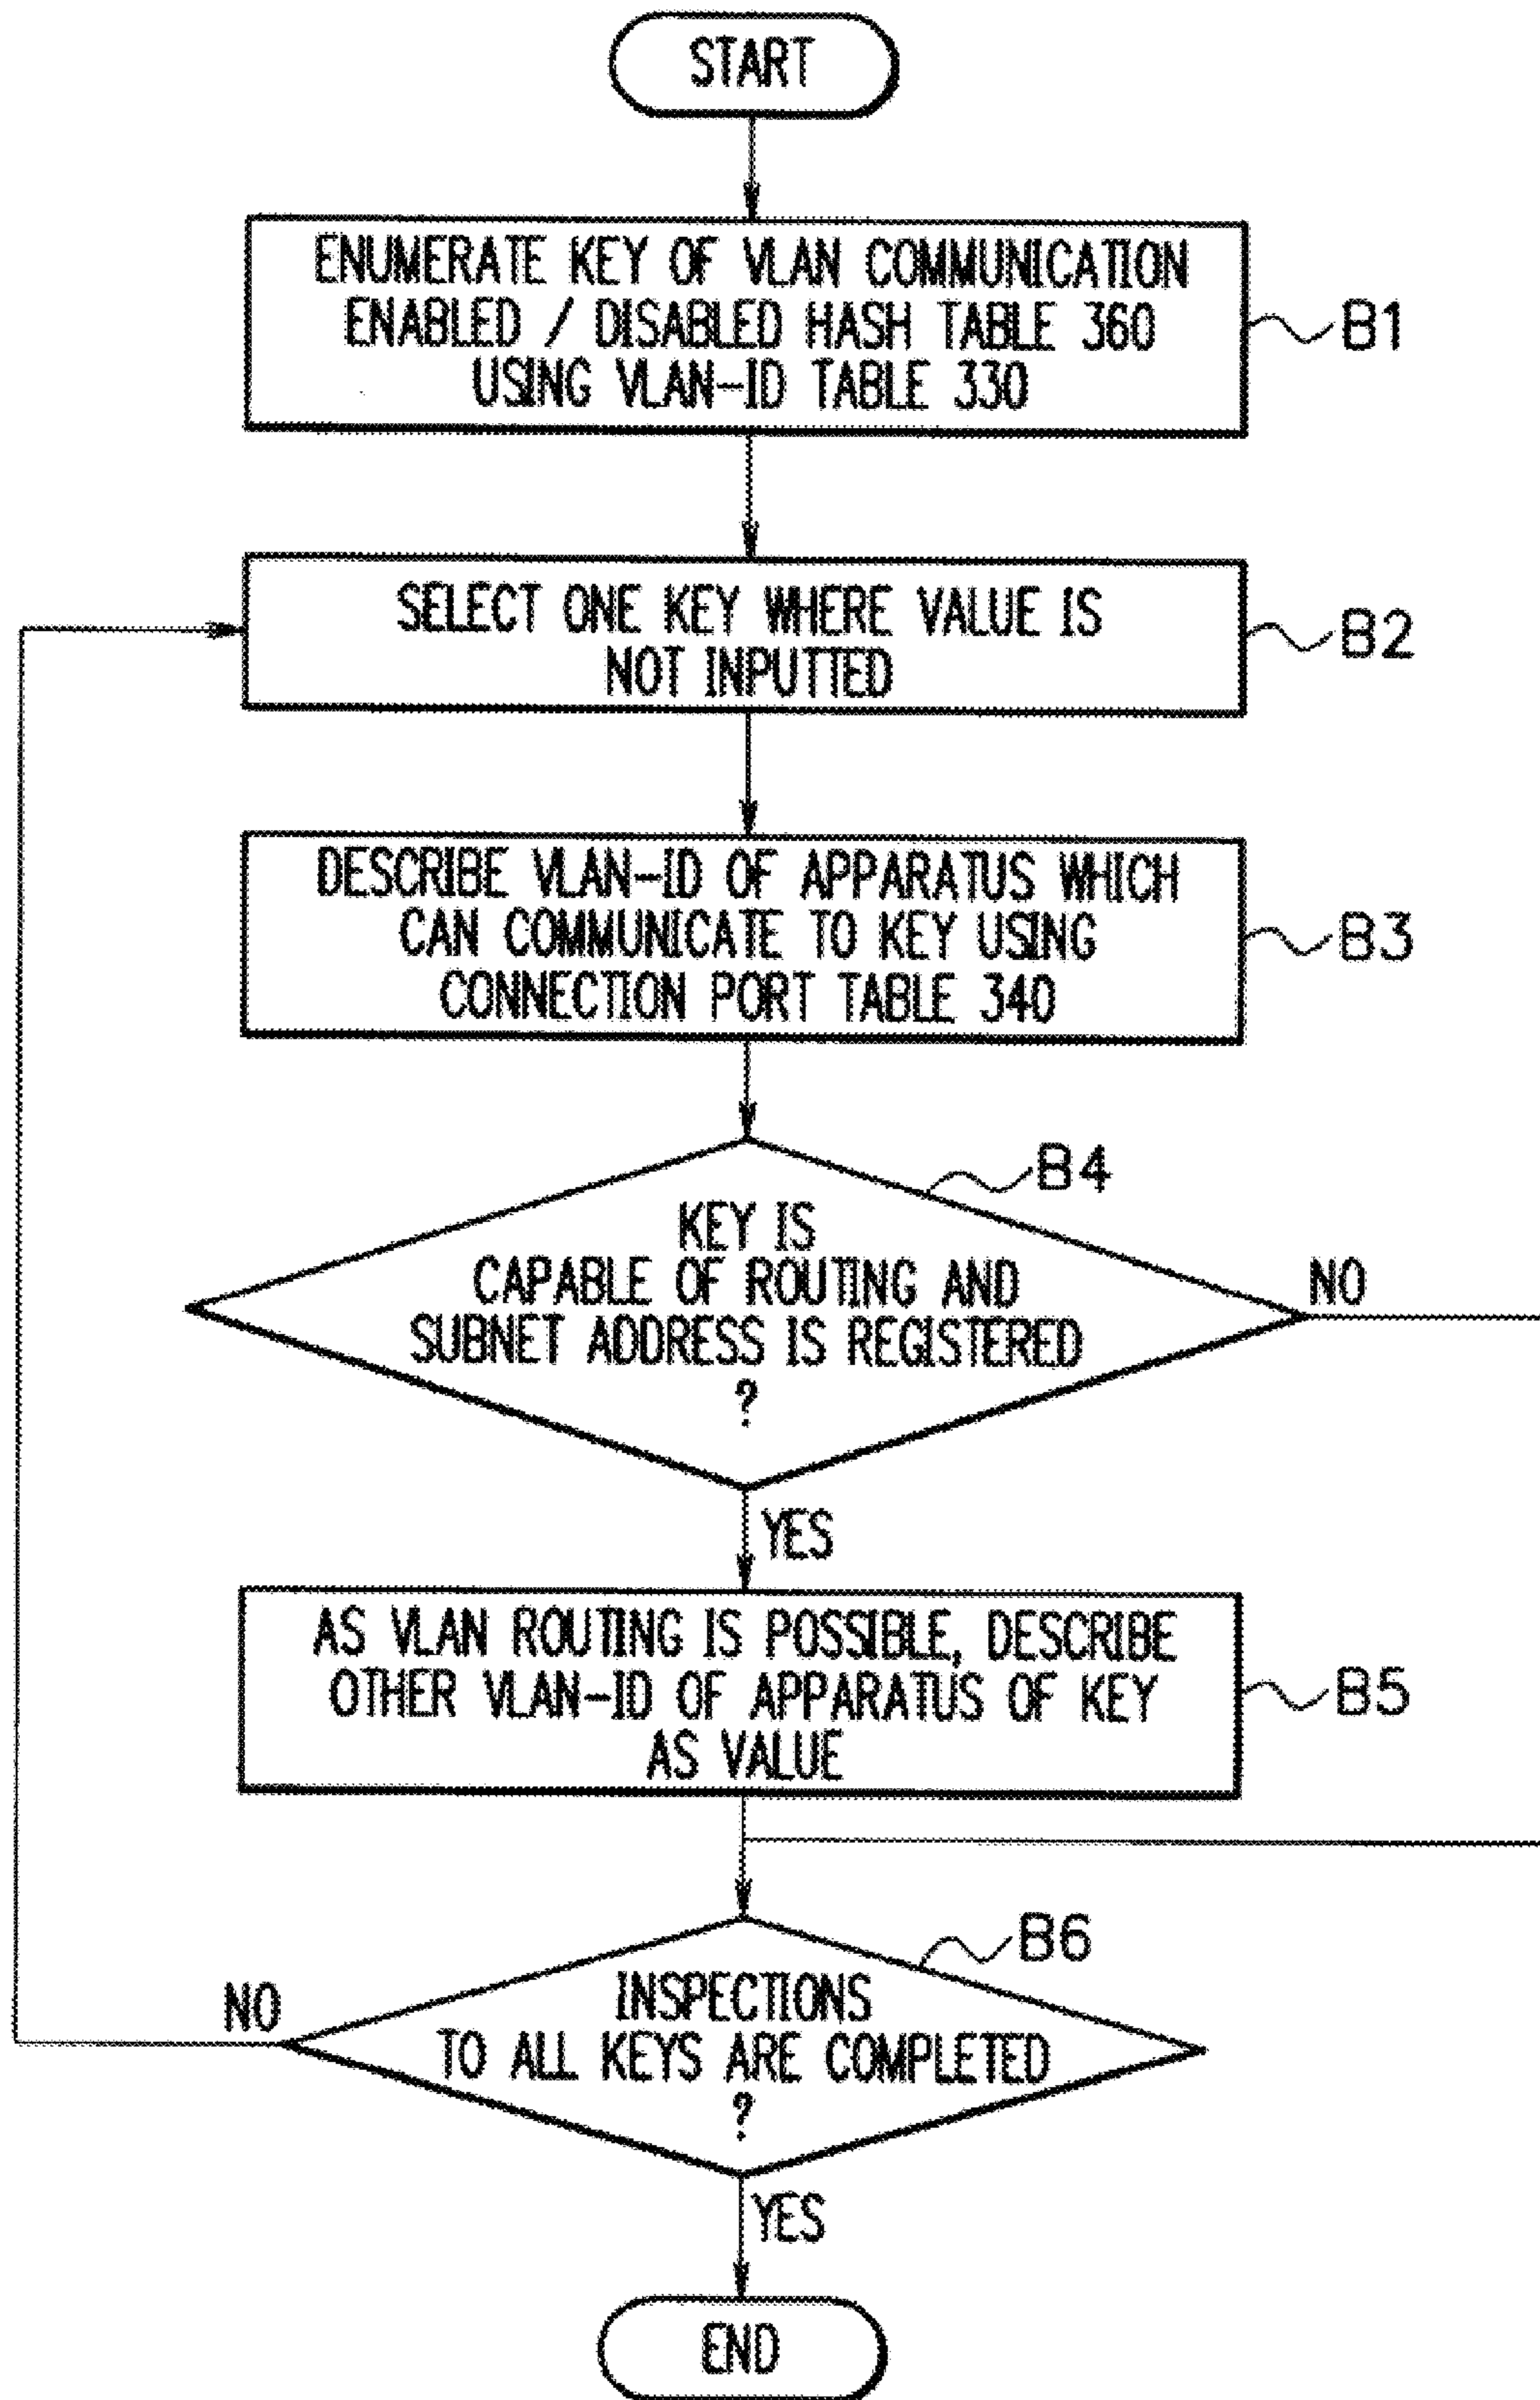 START
ENUMERATE KEY OF VLAN COMMUNICATION
ENABLED / DISABLED HASH TABLE 360
USING VLAN-ID TABLE 330
B1
SELECT ONE KEY WHERE VALUE IS
NOT INPUTTED
B2
DESCRIBE VLAN-ID OF APPARATUS WHICH
CAN COMMUNICATE TO KEY USING
CONNECTION PORT TABLE 340
B3
B4
KEY IS
CAPABLE OF ROUTING AND
SUBNET ADDRESS IS REGISTERED
?
NO
YES
AS VLAN ROUTING IS POSSIBLE, DESCRIBE
OTHER VLAN-ID OF APPARATUS OF KEY
AS VALUE
B5
B6
INSPECTIONS
TO ALL KEYS ARE COMPLETED
?
NO
YES
END